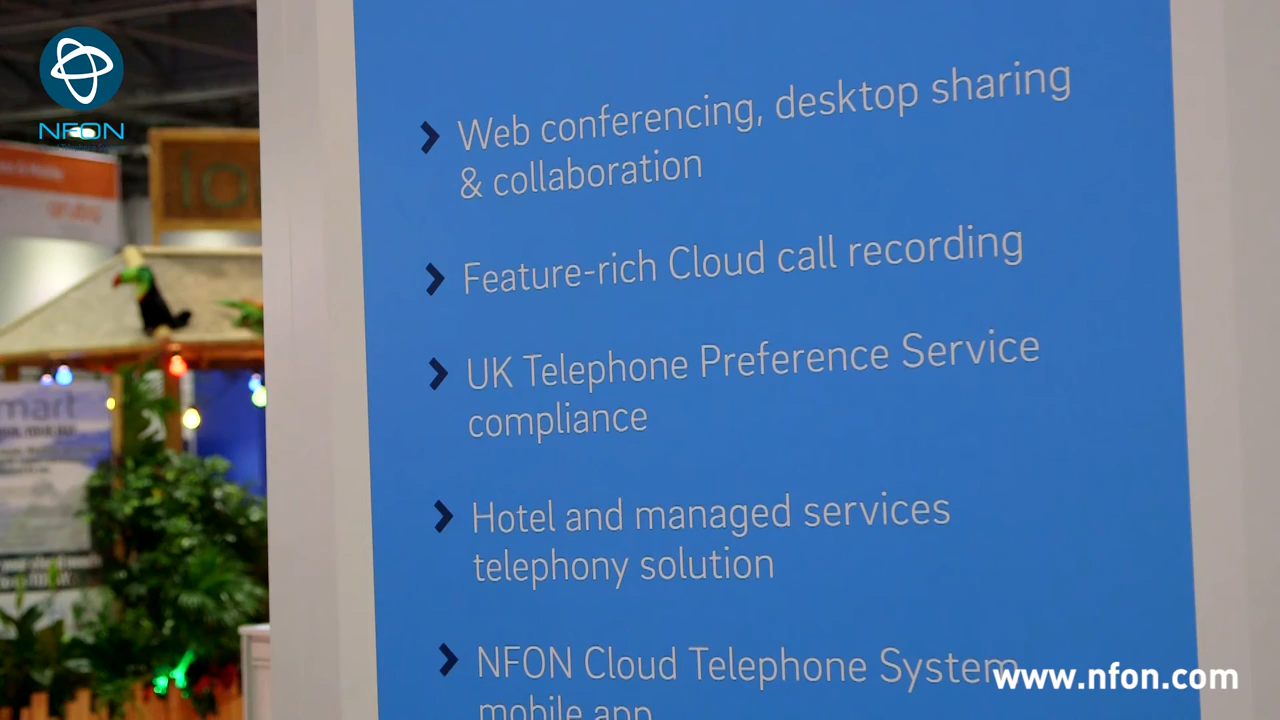 NFON
Web conferencing, desktop sharing
& collaboration
Feature-rich Cloud call recording
UK Telephone Preference Service
compliance
Hotel and managed services
telephony solution
NFON Cloud Telephone System
mobile app
www.nfon.com
mart